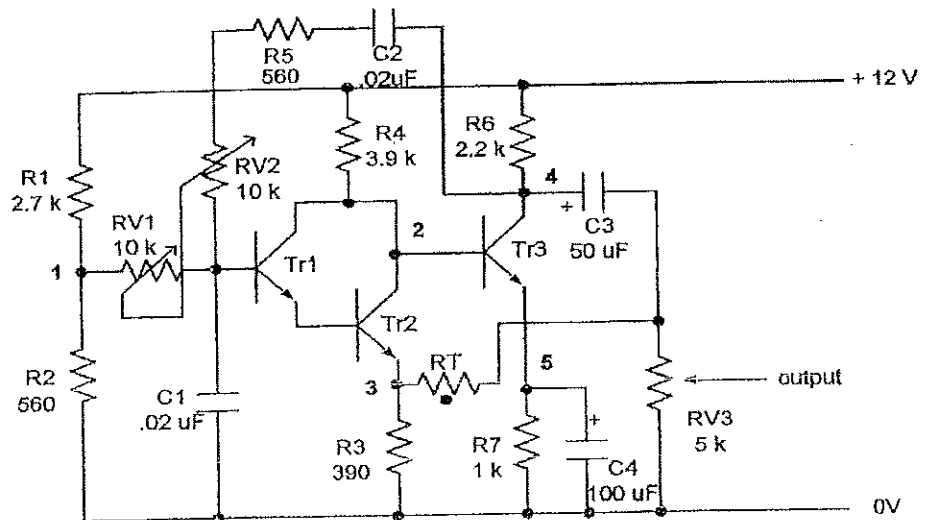 R5
560
C2
.02uF
+ 12 V
R1
2.7 k
RV2
10 k
R4
3.9 k
R6
2.2 k
4
+
C3
50 uF
RV1
10 k
1
2
Tr1
Tr3
Tr2
R2
560
C1
.02 uF
3
RT
5
output
RV3
5 k
R3
390
R7
1 k
+
C4
100 uF
0V